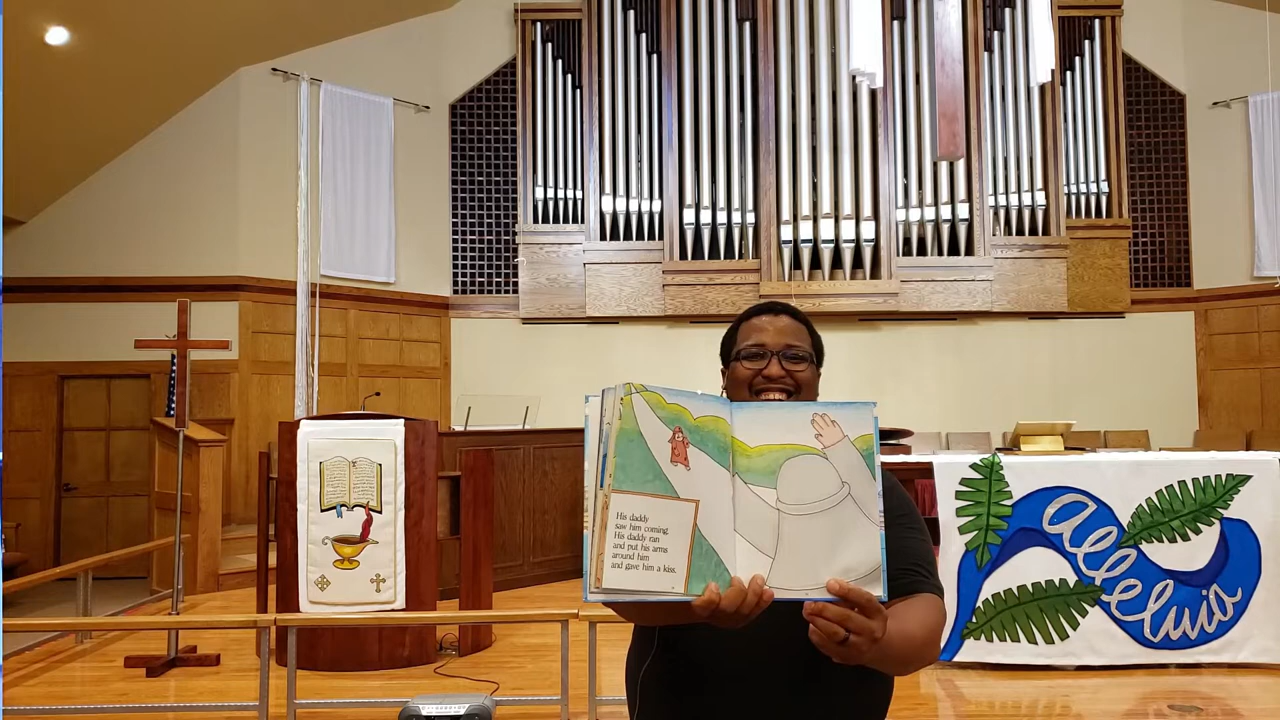 His daddy
saw him coming.
His daddy ran
and put his arms
around him
and gave him a kiss.
alleluia